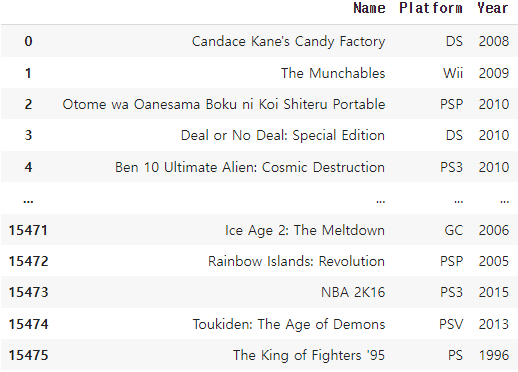 Name Platform Year
0 Candace Kane's Candy Factory DS 2008
1 The Munchables Wii 2009
2 Otome wa Oanesama Boku ni Koi Shiteru Portable PSP 2010
3 Deal or No Deal: Special Edition DS 2010
4 Ben 10 Ultimate Alien: Cosmic Destruction PS3 2010
... ... ... ...
15471 Ice Age 2: The Meltdown GC 2006
15472 Rainbow Islands: Revolution PSP 2005
15473 NBA 2K16 PS3 2015
15474 Toukiden: The Age of Demons PSV 2013
15475 The King of Fighters '95 PS 1996